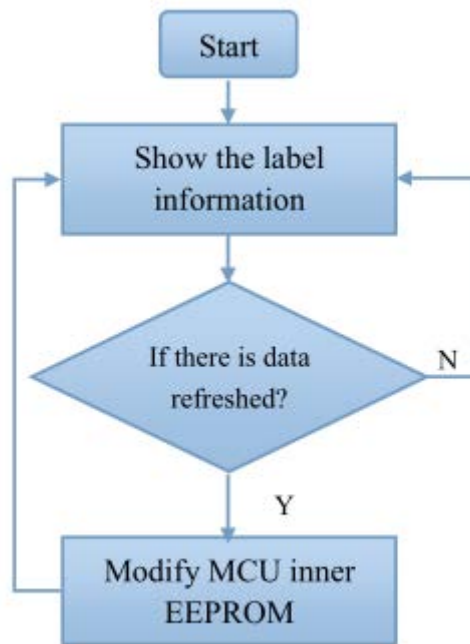 Start
Show the label
information
If there is data
refreshed?
N
Y
Modify MCU inner
EEPROM